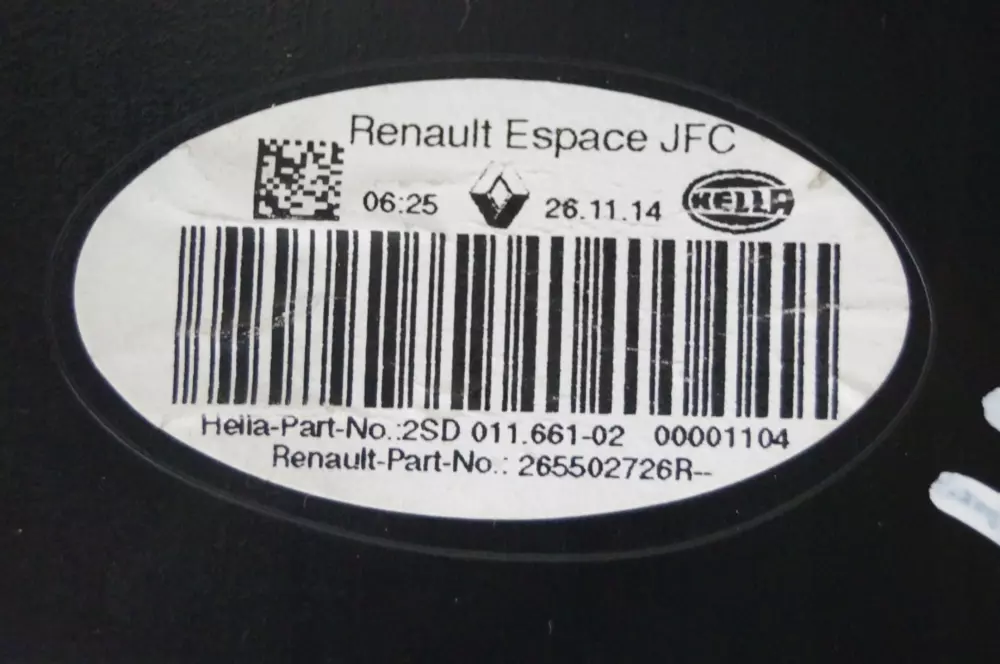 Renault Espace JFC
06:25 26.11.14 HELLA
Hella-Part-No.:2SD 011.661-02 00001104
Renault-Part-No.: 265502726R--